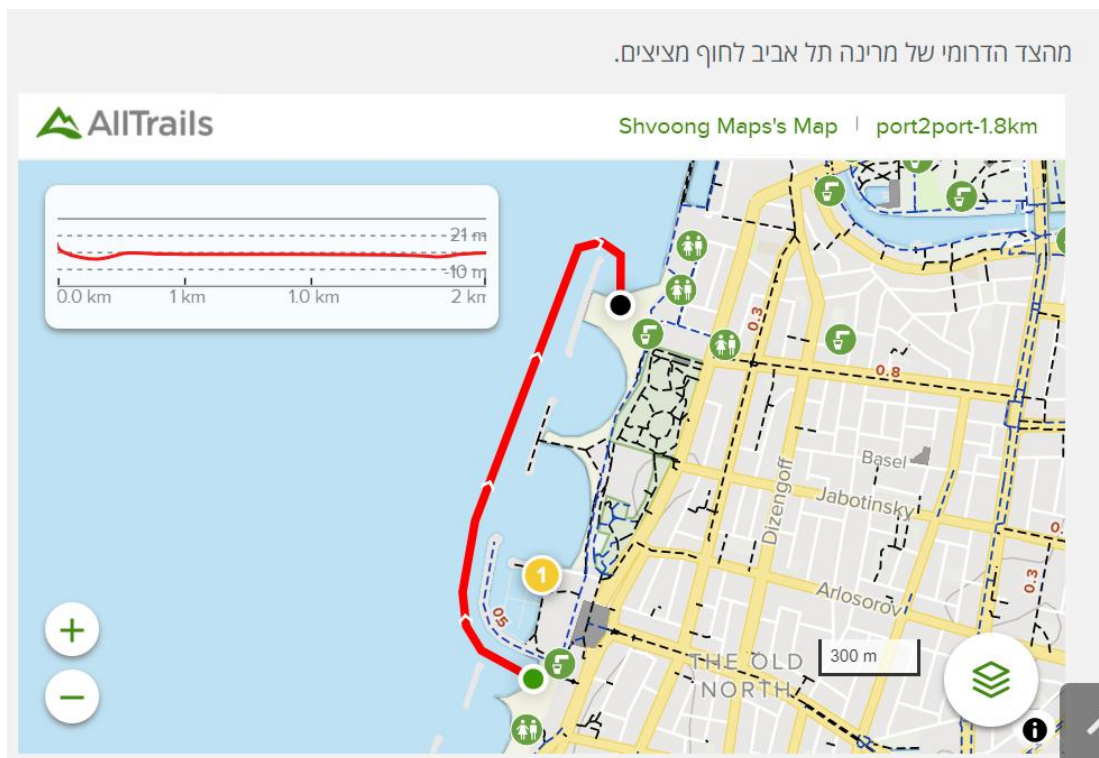 מהצד הדרומי של מרינה תל אביב לחוף מציצים.
AllTrails
Shvoong Maps's Map | port2port-1.8km
21 m
-10 m
0.0 km 1 km 1.0 km 2 km
0.3
0.8
Basel
Dizengoff
Jabotinsky
0.
0.3
1
Arlosorov
05
THE OLD
NORTH
300 m
+
−
i